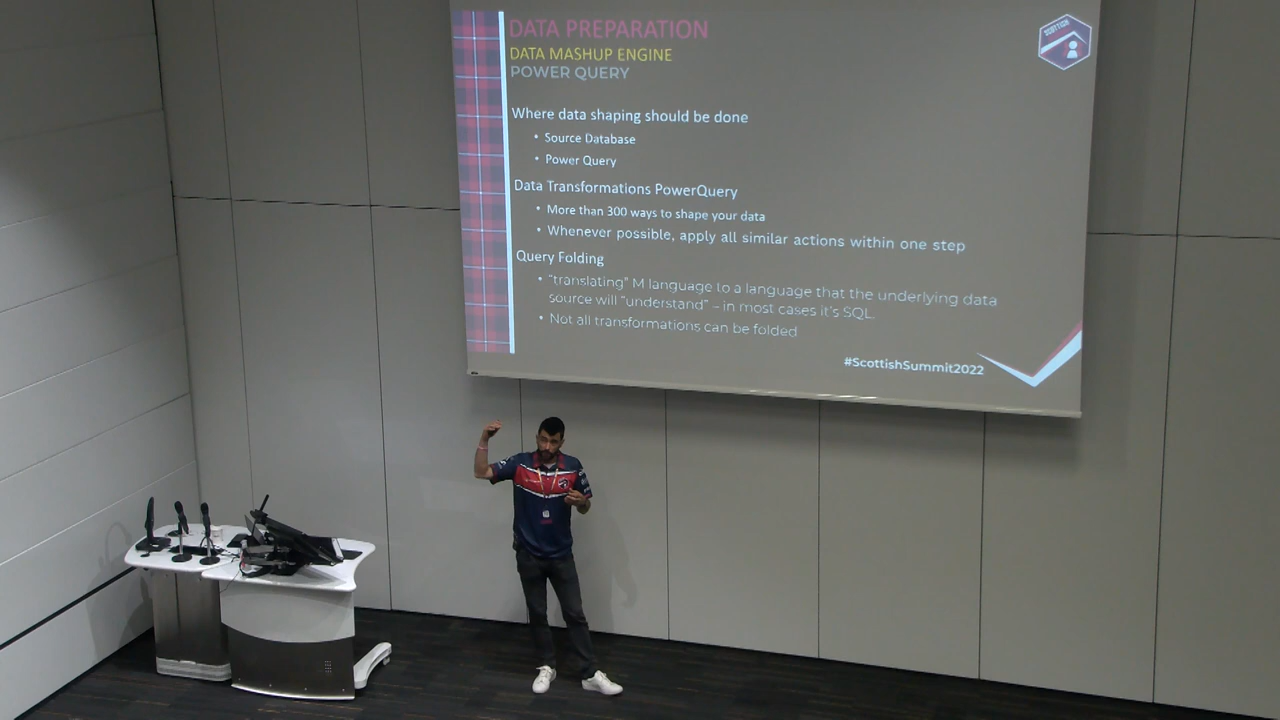 DATA PREPARATION
DATA MASHUP ENGINE
POWER QUERY
SCOTTISH
Where data shaping should be done
• Source Database
• Power Query
Data Transformations PowerQuery
• More than 300 ways to shape your data
• Whenever possible, apply all similar actions within one step
Query Folding
• "translating" M language to a language that the underlying data
source will "understand" – in most cases it's SQL.
• Not all transformations can be folded
#ScottishSummit2022